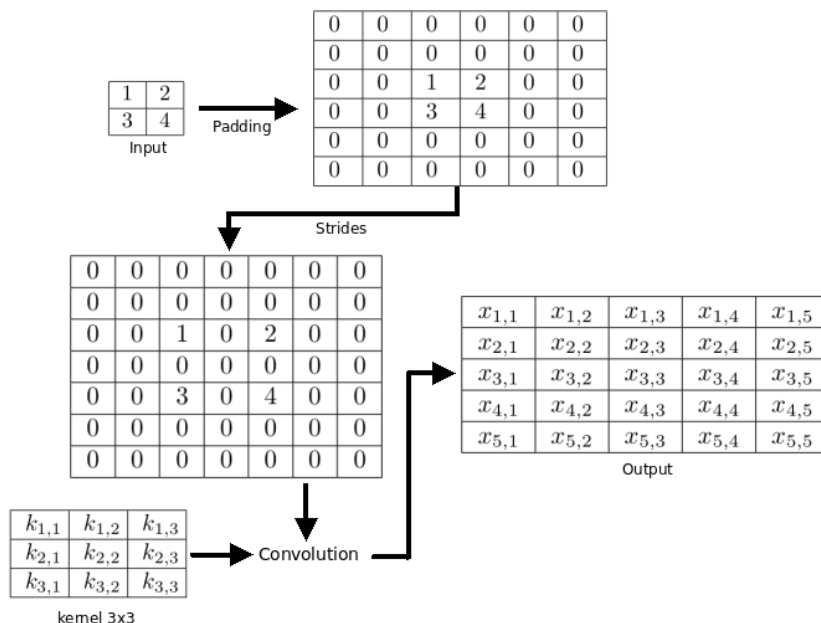 0 0 0 0 0 0
0 0 0 0 0 0
0 0 1 2 0 0
0 0 3 4 0 0
0 0 0 0 0 0
0 0 0 0 0 0
1 2
3 4
Input
Padding
Strides
0 0 0 0 0 0 0
0 0 0 0 0 0 0
0 0 1 0 2 0 0
0 0 0 0 0 0 0
0 0 3 0 4 0 0
0 0 0 0 0 0 0
0 0 0 0 0 0 0
x1,1 x1,2 x1,3 x1,4 x1,5
x2,1 x2,2 x2,3 x2,4 x2,5
x3,1 x3,2 x3,3 x3,4 x3,5
x4,1 x4,2 x4,3 x4,4 x4,5
x5,1 x5,2 x5,3 x5,4 x5,5
Output
k1,1 k1,2 k1,3
k2,1 k2,2 k2,3
k3,1 k3,2 k3,3
kernel 3x3
Convolution